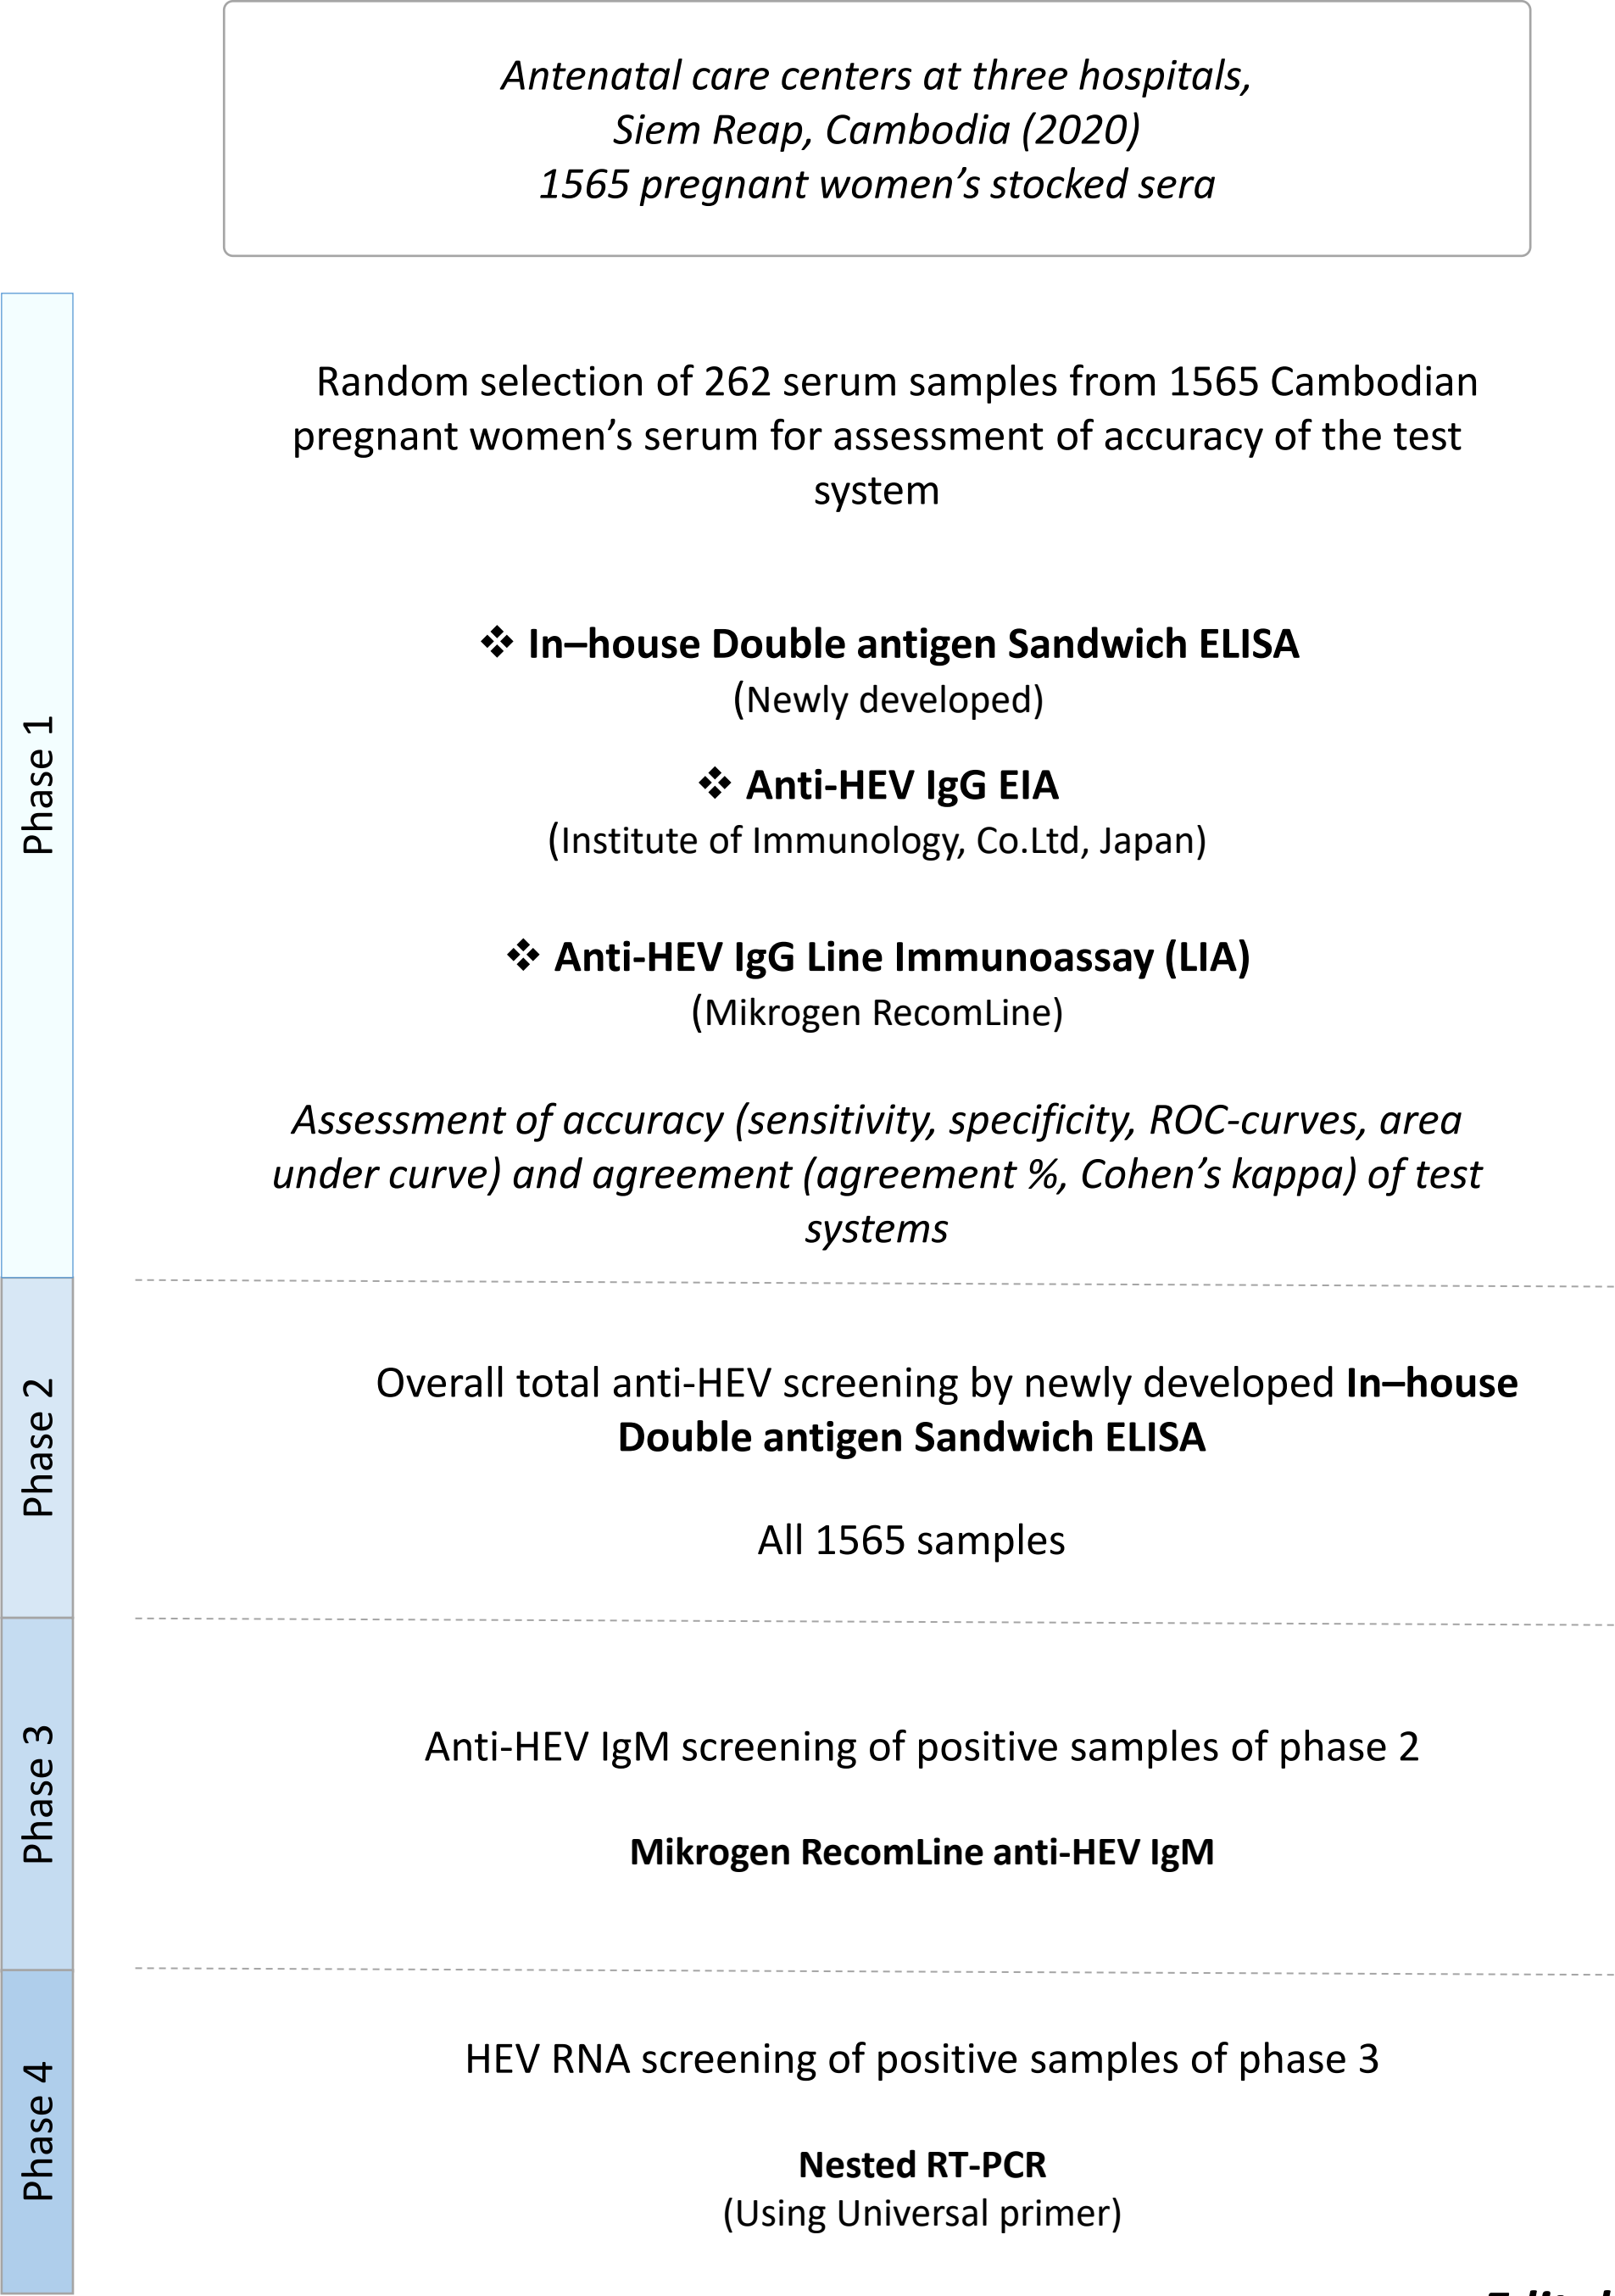 Antenatal care centers at three hospitals,
Siem Reap, Cambodia (2020)
1565 pregnant women’s stocked sera
Phase 1
Random selection of 262 serum samples from 1565 Cambodian
pregnant women’s serum for assessment of accuracy of the test
system
❖ In–house Double antigen Sandwich ELISA
(Newly developed)
❖ Anti-HEV IgG EIA
(Institute of Immunology, Co.Ltd, Japan)
❖ Anti-HEV IgG Line Immunoassay (LIA)
(Mikrogen RecomLine)
Assessment of accuracy (sensitivity, specificity, ROC-curves, area
under curve) and agreement (agreement %, Cohen’s kappa) of test
systems
Phase 2
Overall total anti-HEV screening by newly developed In–house
Double antigen Sandwich ELISA
All 1565 samples
Phase 3
Anti-HEV IgM screening of positive samples of phase 2
Mikrogen RecomLine anti-HEV IgM
Phase 4
HEV RNA screening of positive samples of phase 3
Nested RT-PCR
(Using Universal primer)